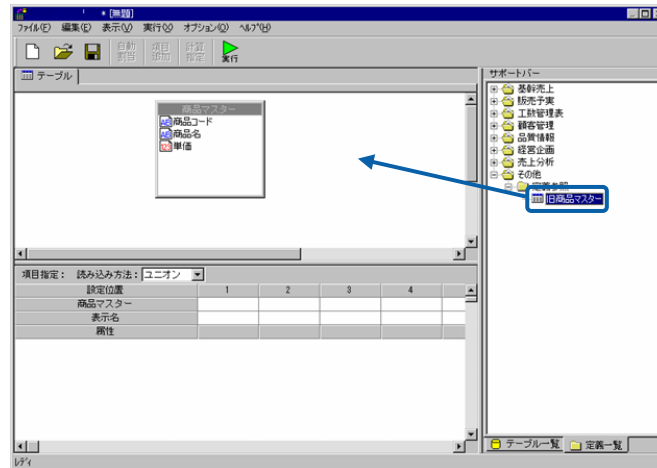 * [無題]
ファイル(F) 編集(E) 表示(V) 実行(X) オプション(O) ヘルプ(H)
自動割当 項目追加 計算指定 実行
テーブル
サポートバー
商品マスター
商品コード
商品名
単価
基幹売上
販売予実
工数管理表
顧客管理
品質情報
経営企画
売上分析
その他
定義参照
旧商品マスター
項目指定： 読み込み方法： ユニオン
設定位置 1 2 3 4
商品マスター
表示名
属性
テーブル一覧 定義一覧
レディ